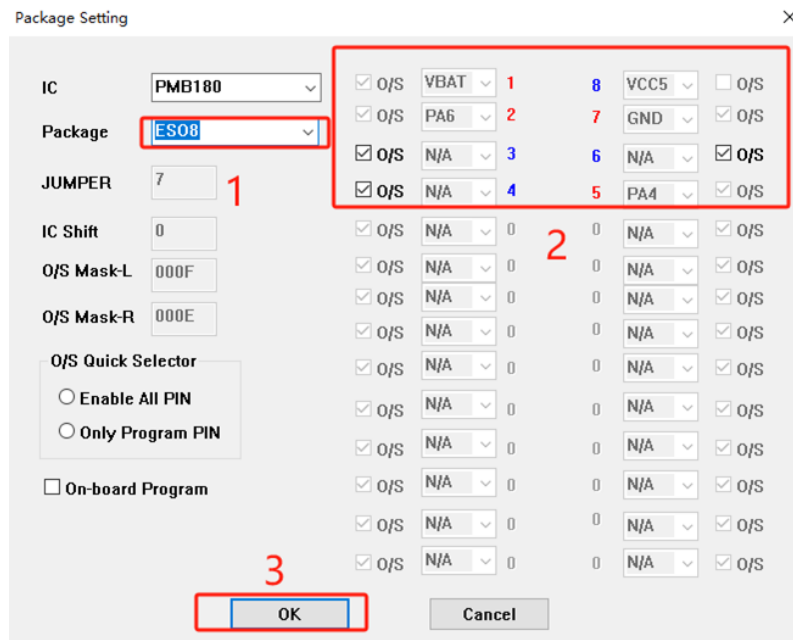 Package Setting
IC PMB180
Package ESO8
JUMPER 7
1
IC Shift 0
O/S Mask-L 000F
O/S Mask-R 000E
O/S Quick Selector
Enable All PIN
Only Program PIN
On-board Program
O/S VBAT 1 8 VCC5 O/S
O/S PA6 2 7 GND O/S
O/S N/A 3 6 N/A O/S
O/S N/A 4 5 PA4 O/S
2
O/S N/A 0 0 N/A O/S
O/S N/A 0 0 N/A O/S
O/S N/A 0 0 N/A O/S
O/S N/A 0 0 N/A O/S
O/S N/A 0 0 N/A O/S
O/S N/A 0 0 N/A O/S
O/S N/A 0 0 N/A O/S
O/S N/A 0 0 N/A O/S
O/S N/A 0 0 N/A O/S
O/S N/A 0 0 N/A O/S
3
OK Cancel